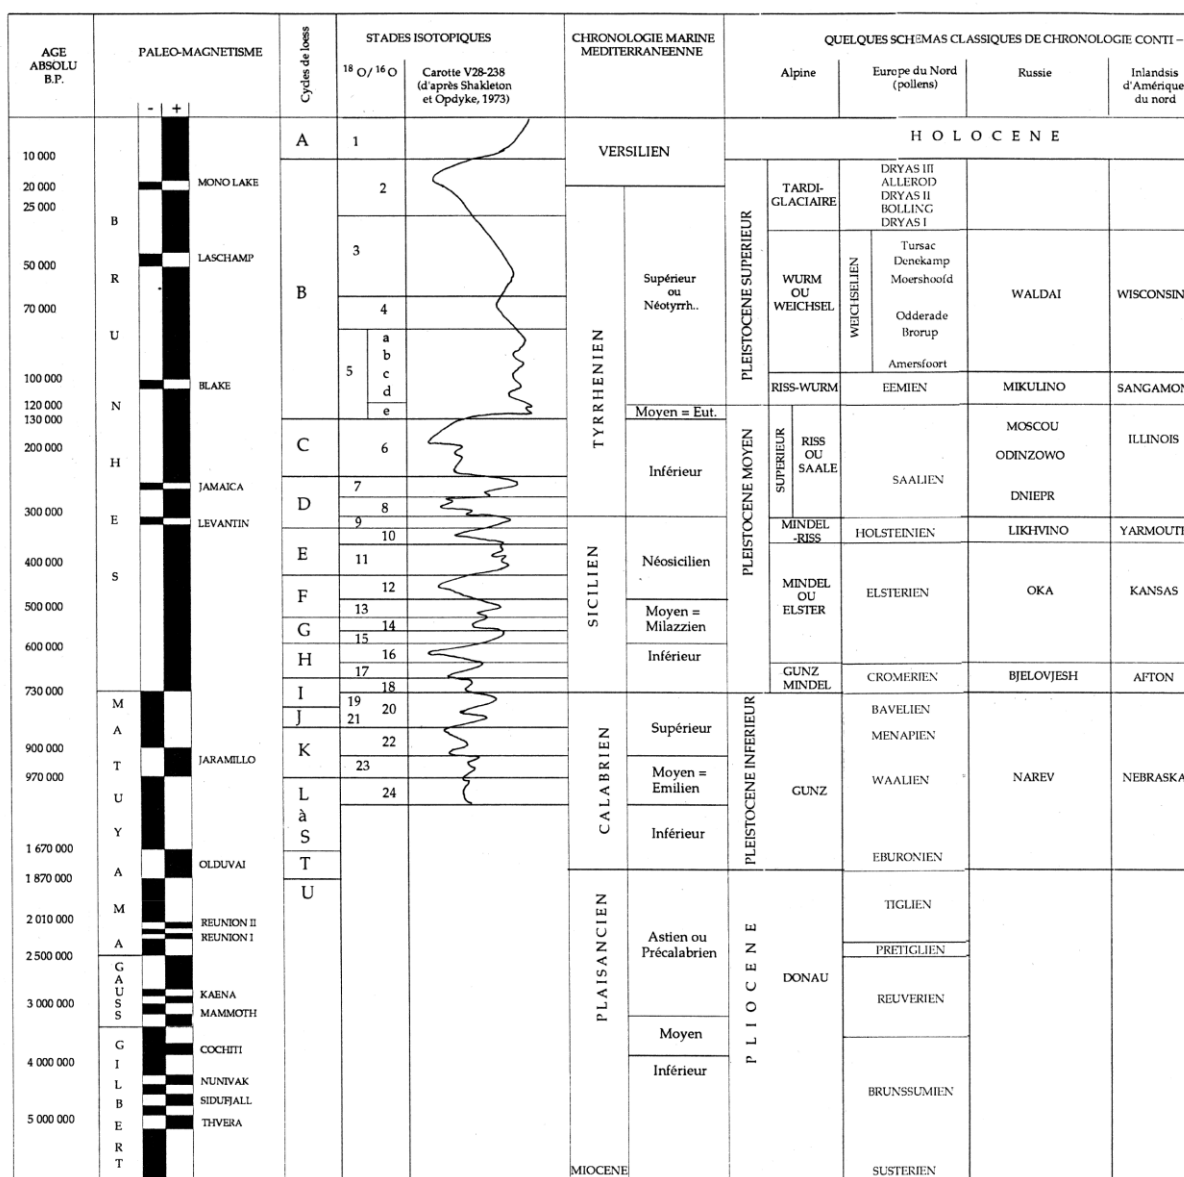 AGE
ABSOLU
B.P.
PALEO-MAGNETISME
- +
Cycles de loess
STADES ISOTOPIQUES
18 O/ 16 O
Carotte V28-238
(d'après Shakleton
et Opdyke, 1973)
CHRONOLOGIE MARINE
MEDITERRANEENNE
QUELQUES SCHEMAS CLASSIQUES DE CHRONOLOGIE CONTI –
Alpine
Europe du Nord
(pollens)
Russie
Inlandsis
d'Amérique
du nord
10 000
20 000
25 000
50 000
70 000
100 000
120 000
130 000
200 000
300 000
400 000
500 000
600 000
730 000
900 000
970 000
1 670 000
1 870 000
2 010 000
2 500 000
3 000 000
4 000 000
5 000 000
BRUNHES
MATUYAMA
GAUSS
GILBERT
MONO LAKE
LASCHAMP
BLAKE
JAMAICA
LEVANTIN
JARAMILLO
OLDUVAI
REUNION II
REUNION I
KAENA
MAMMOTH
COCHITI
NUNIVAK
SIDUFJALL
THVERA
A
B
C
D
E
F
G
H
I
J
K
L
à
S
T
U
1
2
3
4
5
a
b
c
d
e
6
7
8
9
10
11
12
13
14
15
16
17
18
19
20
21
22
23
24
VERSILIEN
TYRRHENIEN
Supérieur
ou
Néotyrrh..
Moyen = Eut.
Inférieur
SICILIEN
Néosicilien
Moyen =
Milazzien
Inférieur
CALABRIEN
Supérieur
Moyen =
Emilien
Inférieur
PLAISANCIEN
Astien ou
Précalabrien
Moyen
Inférieur
MIOCENE
HOLOCENE
PLEISTOCENE SUPERIEUR
PLEISTOCENE MOYEN
PLEISTOCENE INFERIEUR
PLIOCENE
TARDI-
GLACIAIRE
WURM
OU
WEICHSEL
RISS-WURM
SUPERIEUR
RISS
OU
SAALE
MINDEL
-RISS
MINDEL
OU
ELSTER
GUNZ
MINDEL
GUNZ
DONAU
DRYAS III
ALLEROD
DRYAS II
BOLLING
DRYAS I
WEICHSELIEN
Tursac
Denekamp
Moershoofd
Odderade
Brorup
Amersfoort
EEMIEN
SAALIEN
HOLSTEINIEN
ELSTERIEN
CROMERIEN
BAVELIEN
MENAPIEN
WAALIEN
EBURONIEN
TIGLIEN
PRETIGLIEN
REUVERIEN
BRUNSSUMIEN
SUSTERIEN
WALDAI
MIKULINO
MOSCOU
ODINZOWO
DNIEPR
LIKHVINO
OKA
BJELOVJESH
NAREV
WISCONSIN
SANGAMON
ILLINOIS
YARMOUTH
KANSAS
AFTON
NEBRASKA